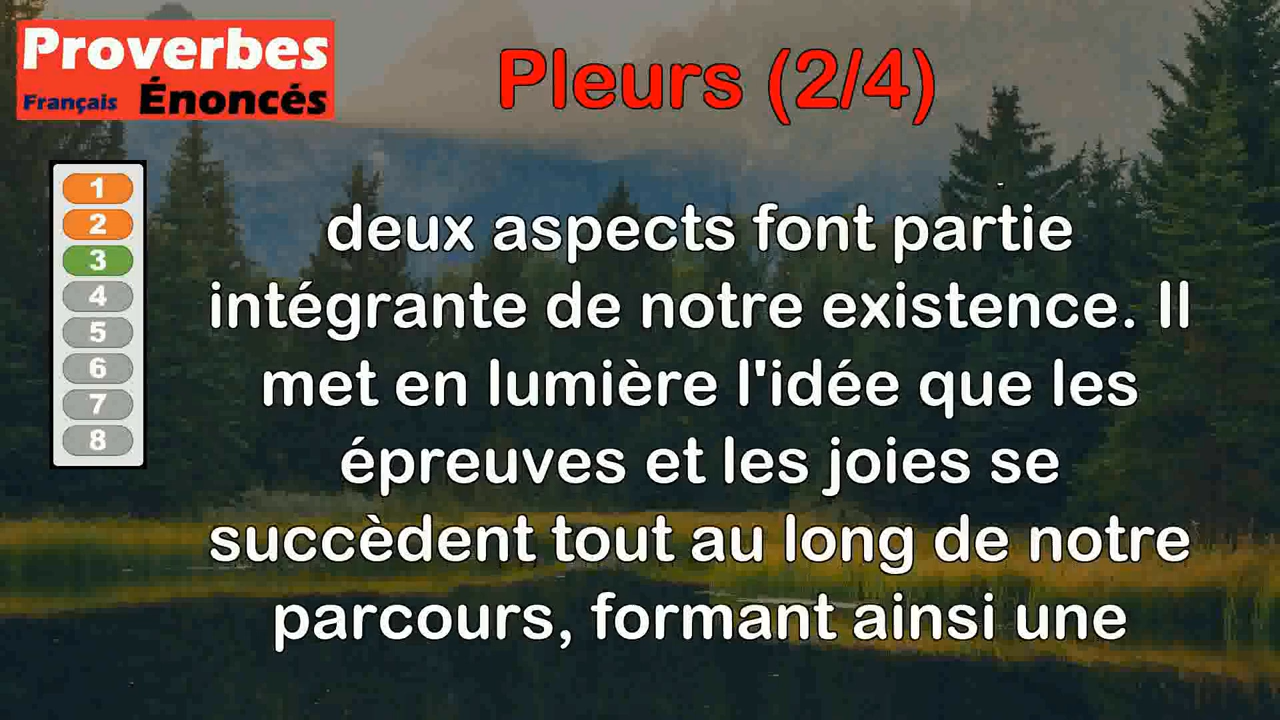 Proverbes
Français Énoncés
Pleurs (2/4)
1
2
3
4
5
6
7
8
deux aspects font partie
intégrante de notre existence. Il
met en lumière l'idée que les
épreuves et les joies se
succèdent tout au long de notre
parcours, formant ainsi une